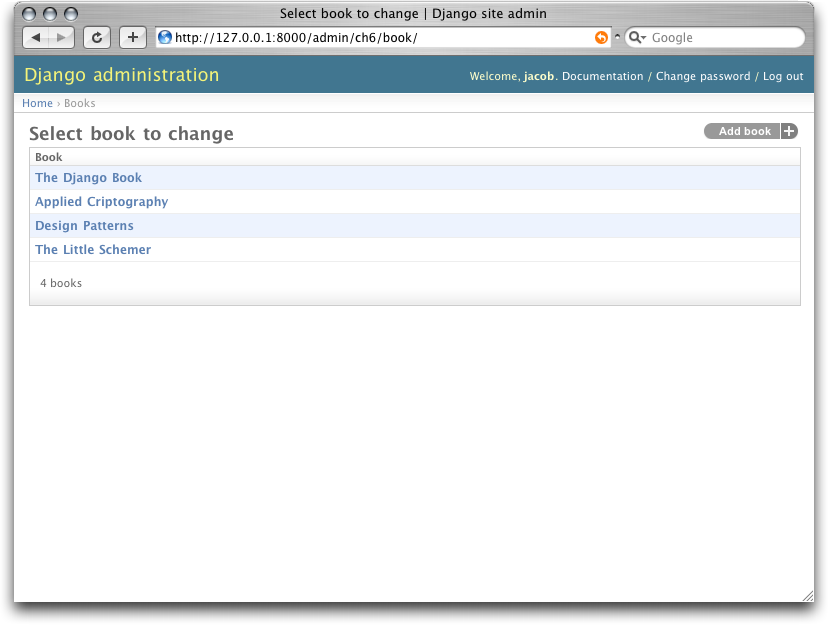 Select book to change | Django site admin
http://127.0.0.1:8000/admin/ch6/book/
Google
Django administration
Welcome, jacob. Documentation / Change password / Log out
Home › Books
Select book to change
Add book
Book
The Django Book
Applied Criptography
Design Patterns
The Little Schemer
4 books